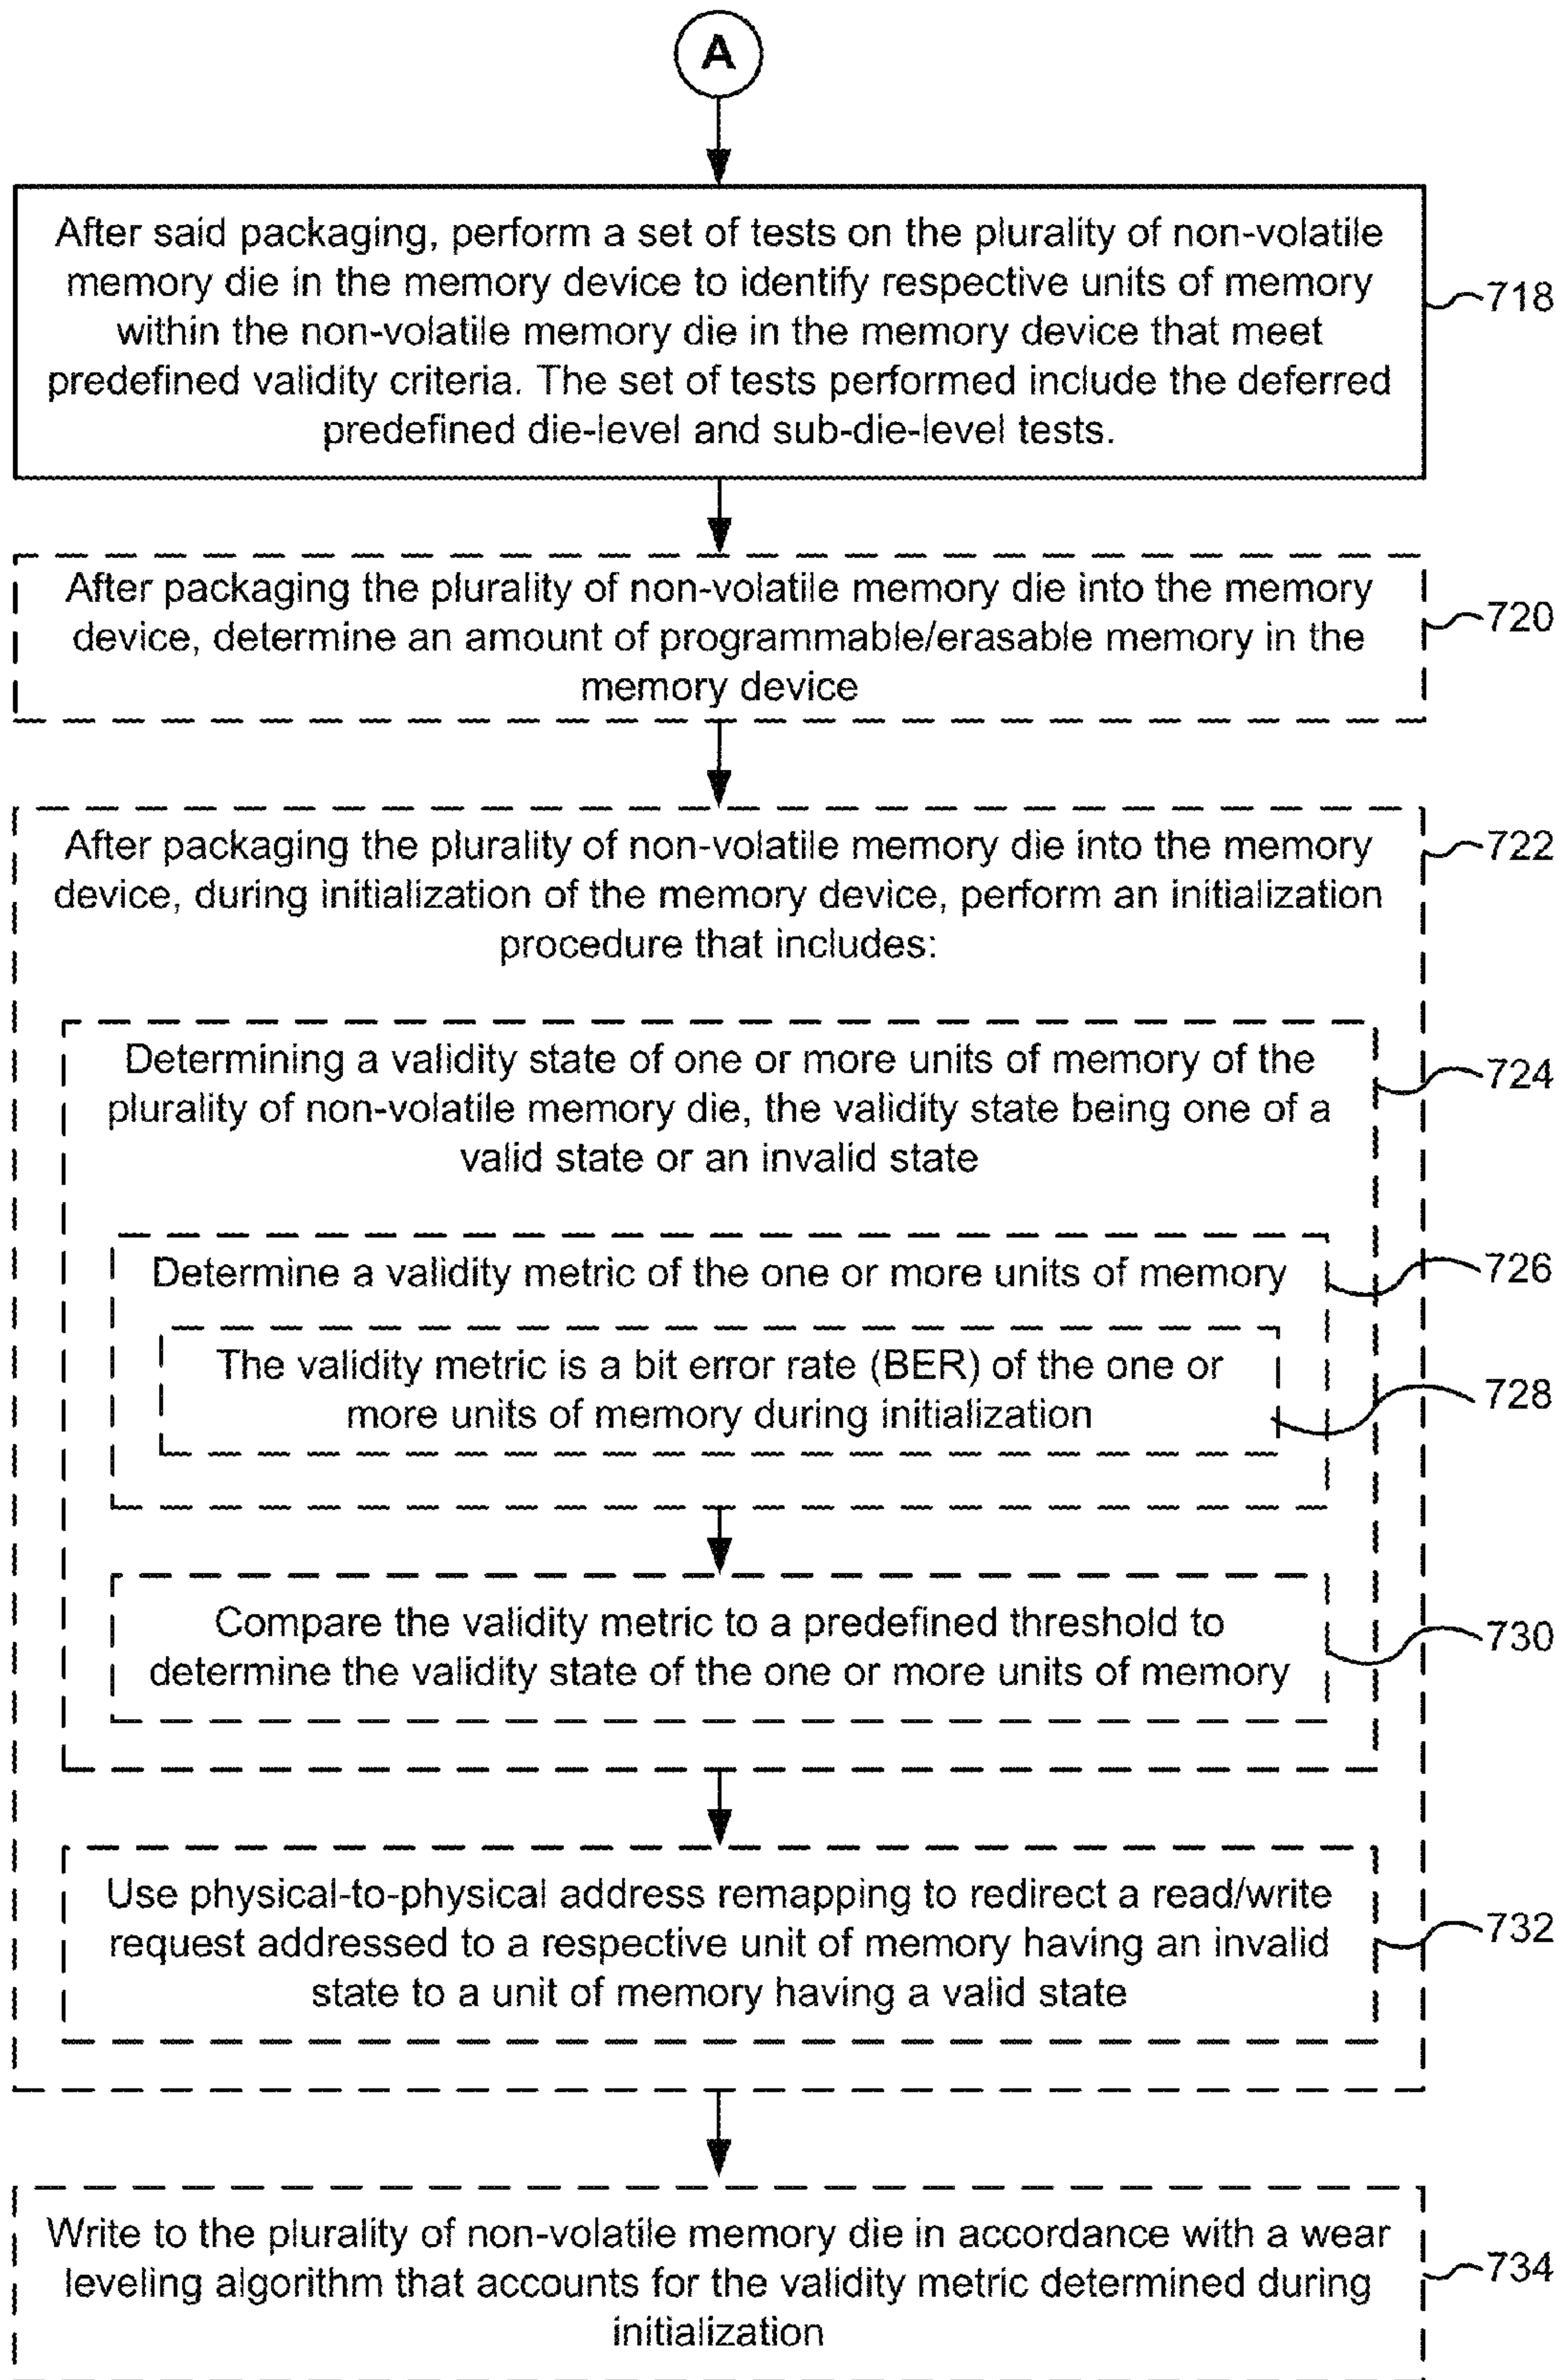 A
After said packaging, perform a set of tests on the plurality of non-volatile
memory die in the memory device to identify respective units of memory
within the non-volatile memory die in the memory device that meet
predefined validity criteria. The set of tests performed include the deferred
predefined die-level and sub-die-level tests.
718
After packaging the plurality of non-volatile memory die into the memory
device, determine an amount of programmable/erasable memory in the
memory device
720
After packaging the plurality of non-volatile memory die into the memory
device, during initialization of the memory device, perform an initialization
procedure that includes:
722
Determining a validity state of one or more units of memory of the
plurality of non-volatile memory die, the validity state being one of a
valid state or an invalid state
724
Determine a validity metric of the one or more units of memory
726
The validity metric is a bit error rate (BER) of the one or
more units of memory during initialization
728
Compare the validity metric to a predefined threshold to
determine the validity state of the one or more units of memory
730
Use physical-to-physical address remapping to redirect a read/write
request addressed to a respective unit of memory having an invalid
state to a unit of memory having a valid state
732
Write to the plurality of non-volatile memory die in accordance with a wear
leveling algorithm that accounts for the validity metric determined during
initialization
734